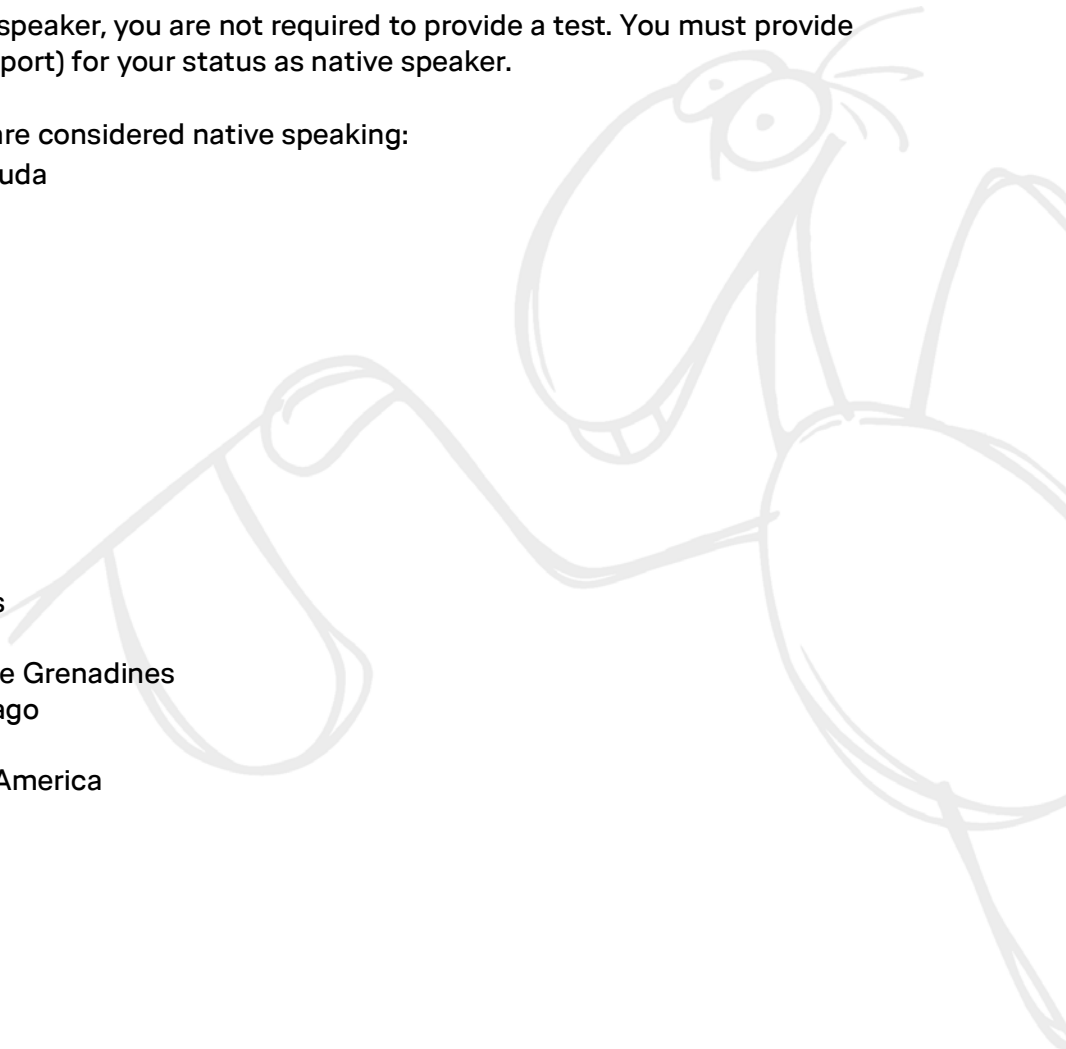 speaker, you are not required to provide a test. You must provide
port) for your status as native speaker.
are considered native speaking:
uda
s
e Grenadines
ago
America